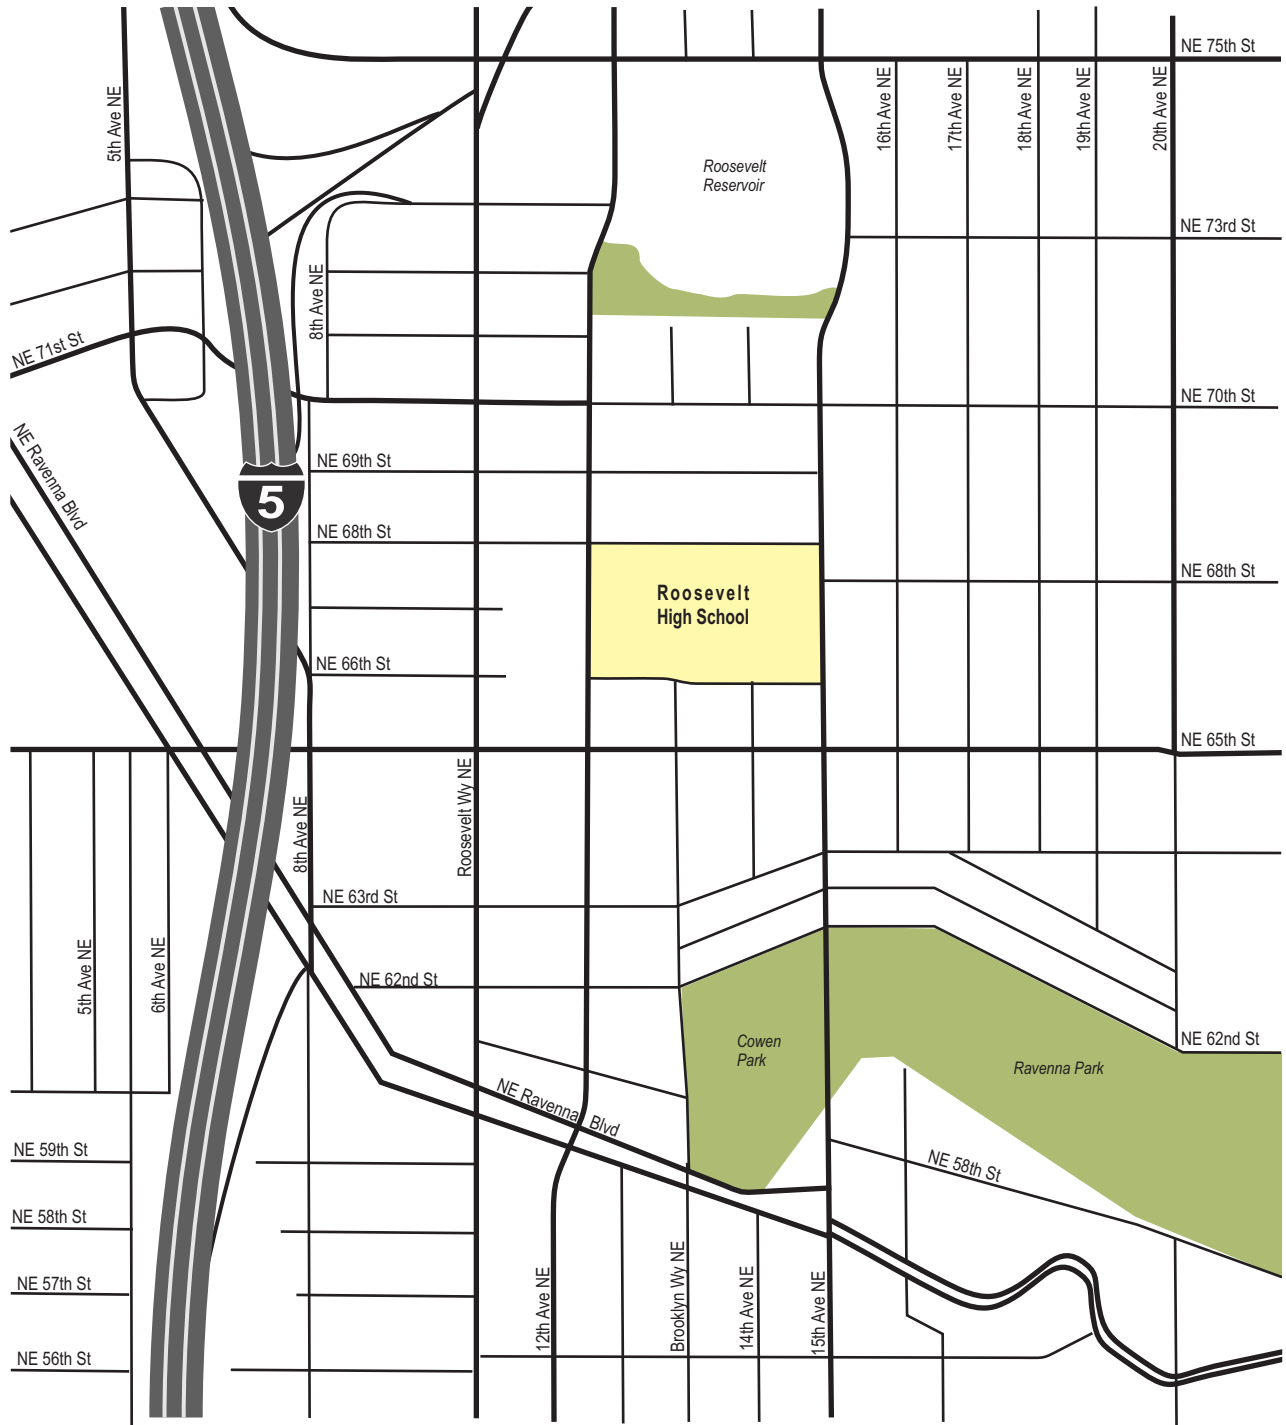 NE 75th St
5th Ave NE
16th Ave NE
17th Ave NE
18th Ave NE
19th Ave NE
20th Ave NE
Roosevelt
Reservoir
NE 73rd St
8th Ave NE
NE 71st St
NE 70th St
NE Ravenna Blvd
NE 69th St
5
NE 68th St
NE 68th St
Roosevelt
High School
NE 66th St
NE 65th St
Roosevelt Wy NE
8th Ave NE
NE 63rd St
5th Ave NE
6th Ave NE
NE 62nd St
Cowen
Park
NE 62nd St
Ravenna Park
NE Ravenna Blvd
NE 59th St
NE 58th St
NE 58th St
NE 57th St
12th Ave NE
Brooklyn Wy NE
14th Ave NE
15th Ave NE
NE 56th St